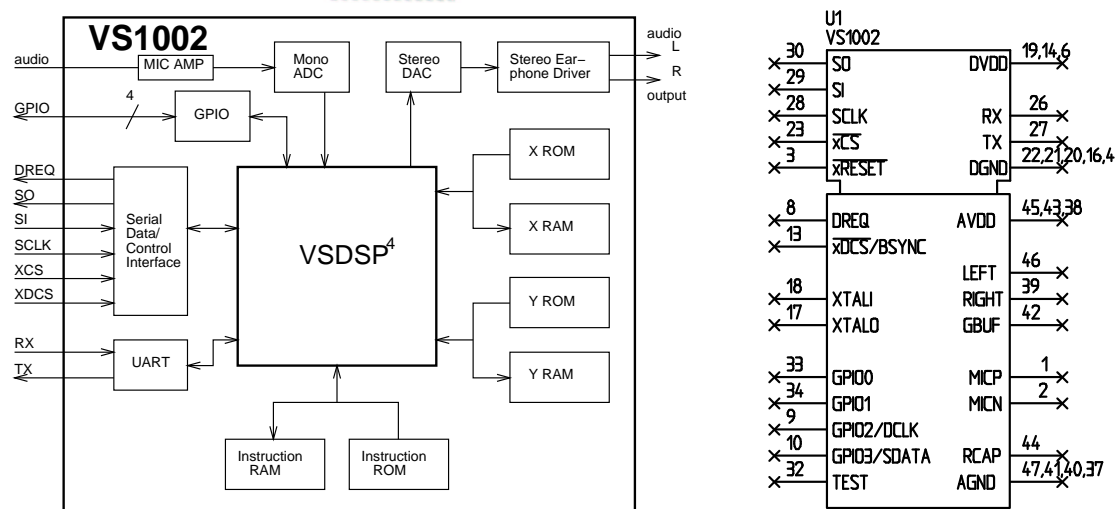 VS1002
audio
MIC AMP
Mono
ADC
Stereo
DAC
Stereo Ear–
phone Driver
audio
L
R
output
GPIO
4
GPIO
DREQ
SO
SI
SCLK
XCS
XDCS
Serial
Data/
Control
Interface
VSDSP4
X ROM
X RAM
Y ROM
Y RAM
RX
TX
UART
Instruction
RAM
Instruction
ROM
U1
VS1002
30 SO
29 SI
28 SCLK
23 xCS
3 xRESET
DVDD 19,14,6
RX 26
TX 27
DGND 22,21,20,16,4
8 DREQ
13 xDCS/BSYNC
18 XTALI
17 XTALO
33 GPIO0
34 GPIO1
9 GPIO2/DCLK
10 GPIO3/SDATA
32 TEST
AVDD 45,43,38
LEFT 46
RIGHT 39
GBUF 42
MICP 1
MICN 2
RCAP 44
AGND 47,41,40,37